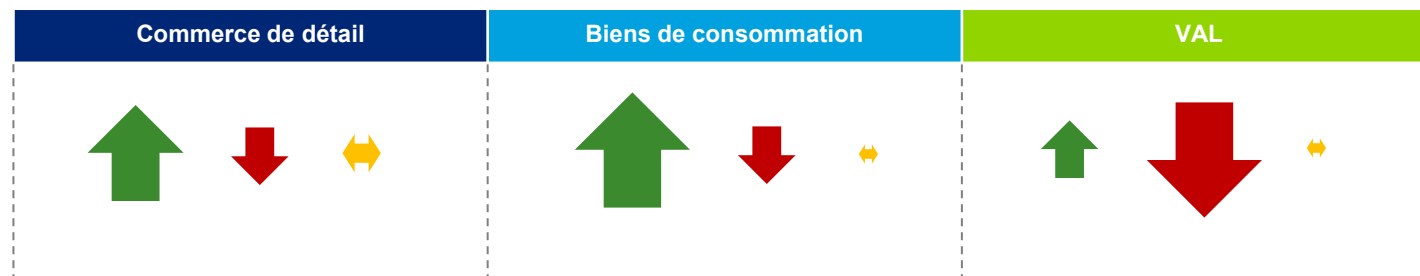 Commerce de détail
Biens de consommation
VAL